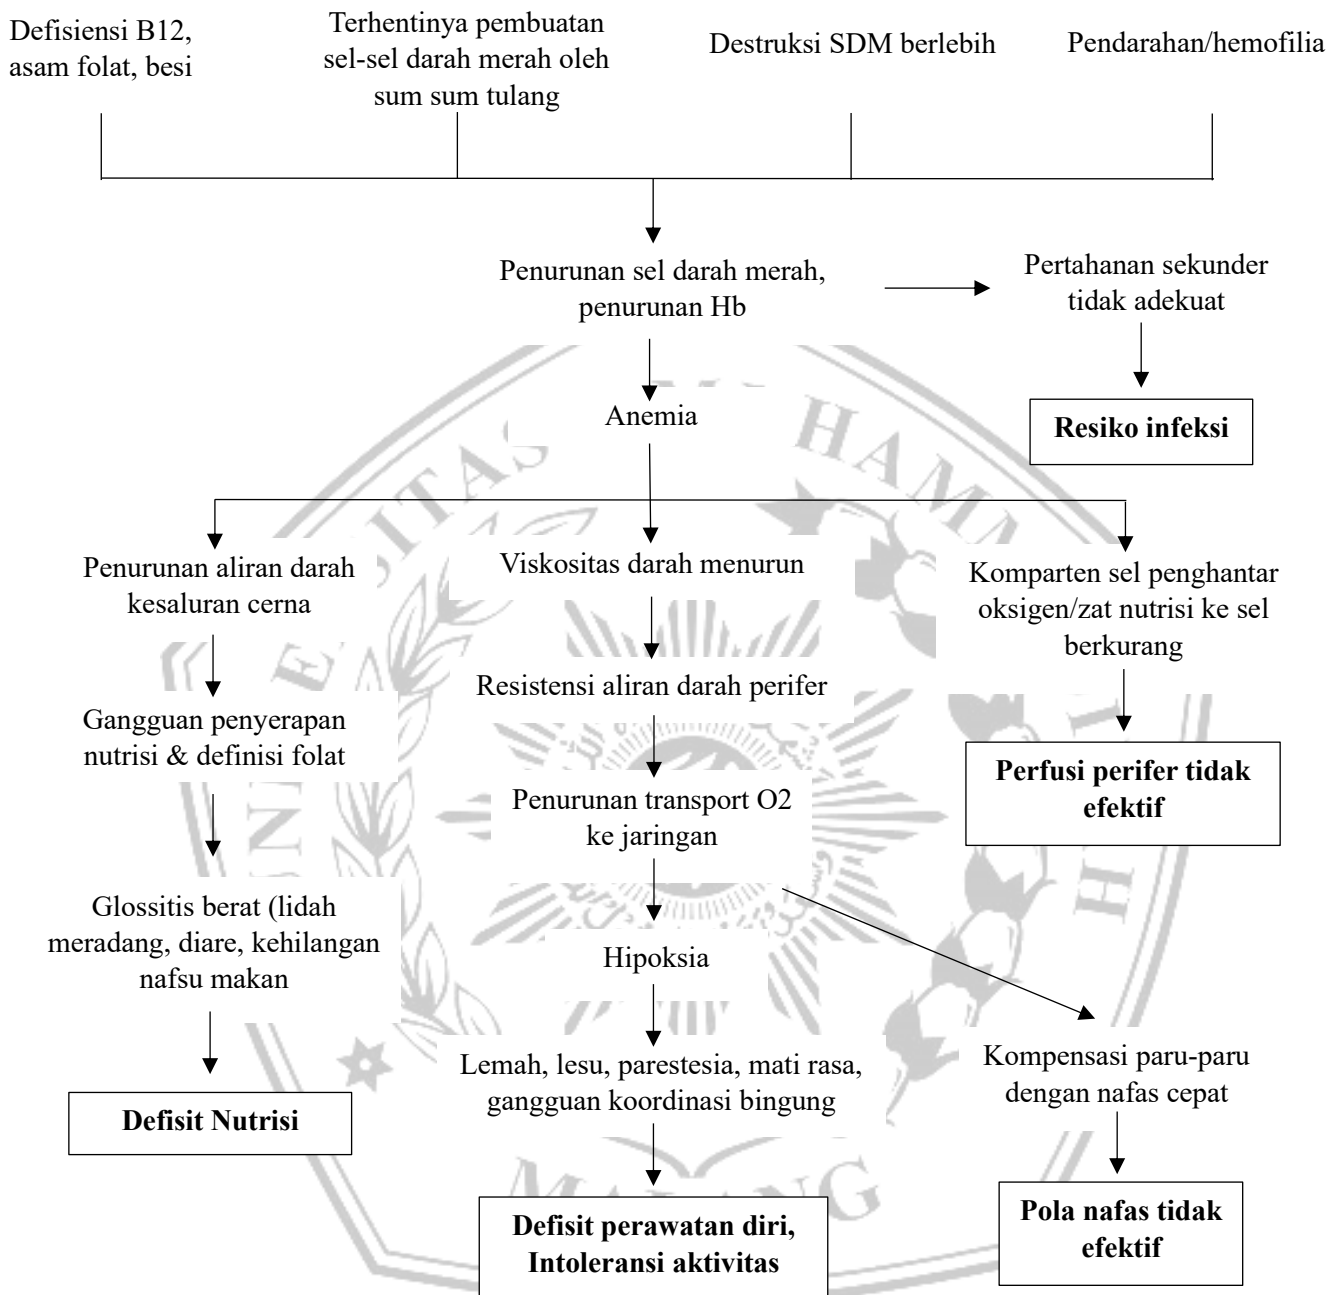 Defisiensi B12,
asam folat, besi
Terhentinya pembuatan
sel-sel darah merah oleh
sum sum tulang
Destruksi SDM berlebih
Pendarahan/hemofilia
Penurunan sel darah merah,
penurunan Hb
Pertahanan sekunder
tidak adekuat
Resiko infeksi
Anemia
Penurunan aliran darah
kesaluran cerna
Viskositas darah menurun
Komparten sel penghantar
oksigen/zat nutrisi ke sel
berkurang
Gangguan penyerapan
nutrisi & definisi folat
Resistensi aliran darah perifer
Perfusi perifer tidak
efektif
Penurunan transport O2
ke jaringan
Glossitis berat (lidah
meradang, diare, kehilangan
nafsu makan
Hipoksia
Lemah, lesu, parestesia, mati rasa,
gangguan koordinasi bingung
Kompensasi paru-paru
dengan nafas cepat
Defisit Nutrisi
Defisit perawatan diri,
Intoleransi aktivitas
Pola nafas tidak
efektif